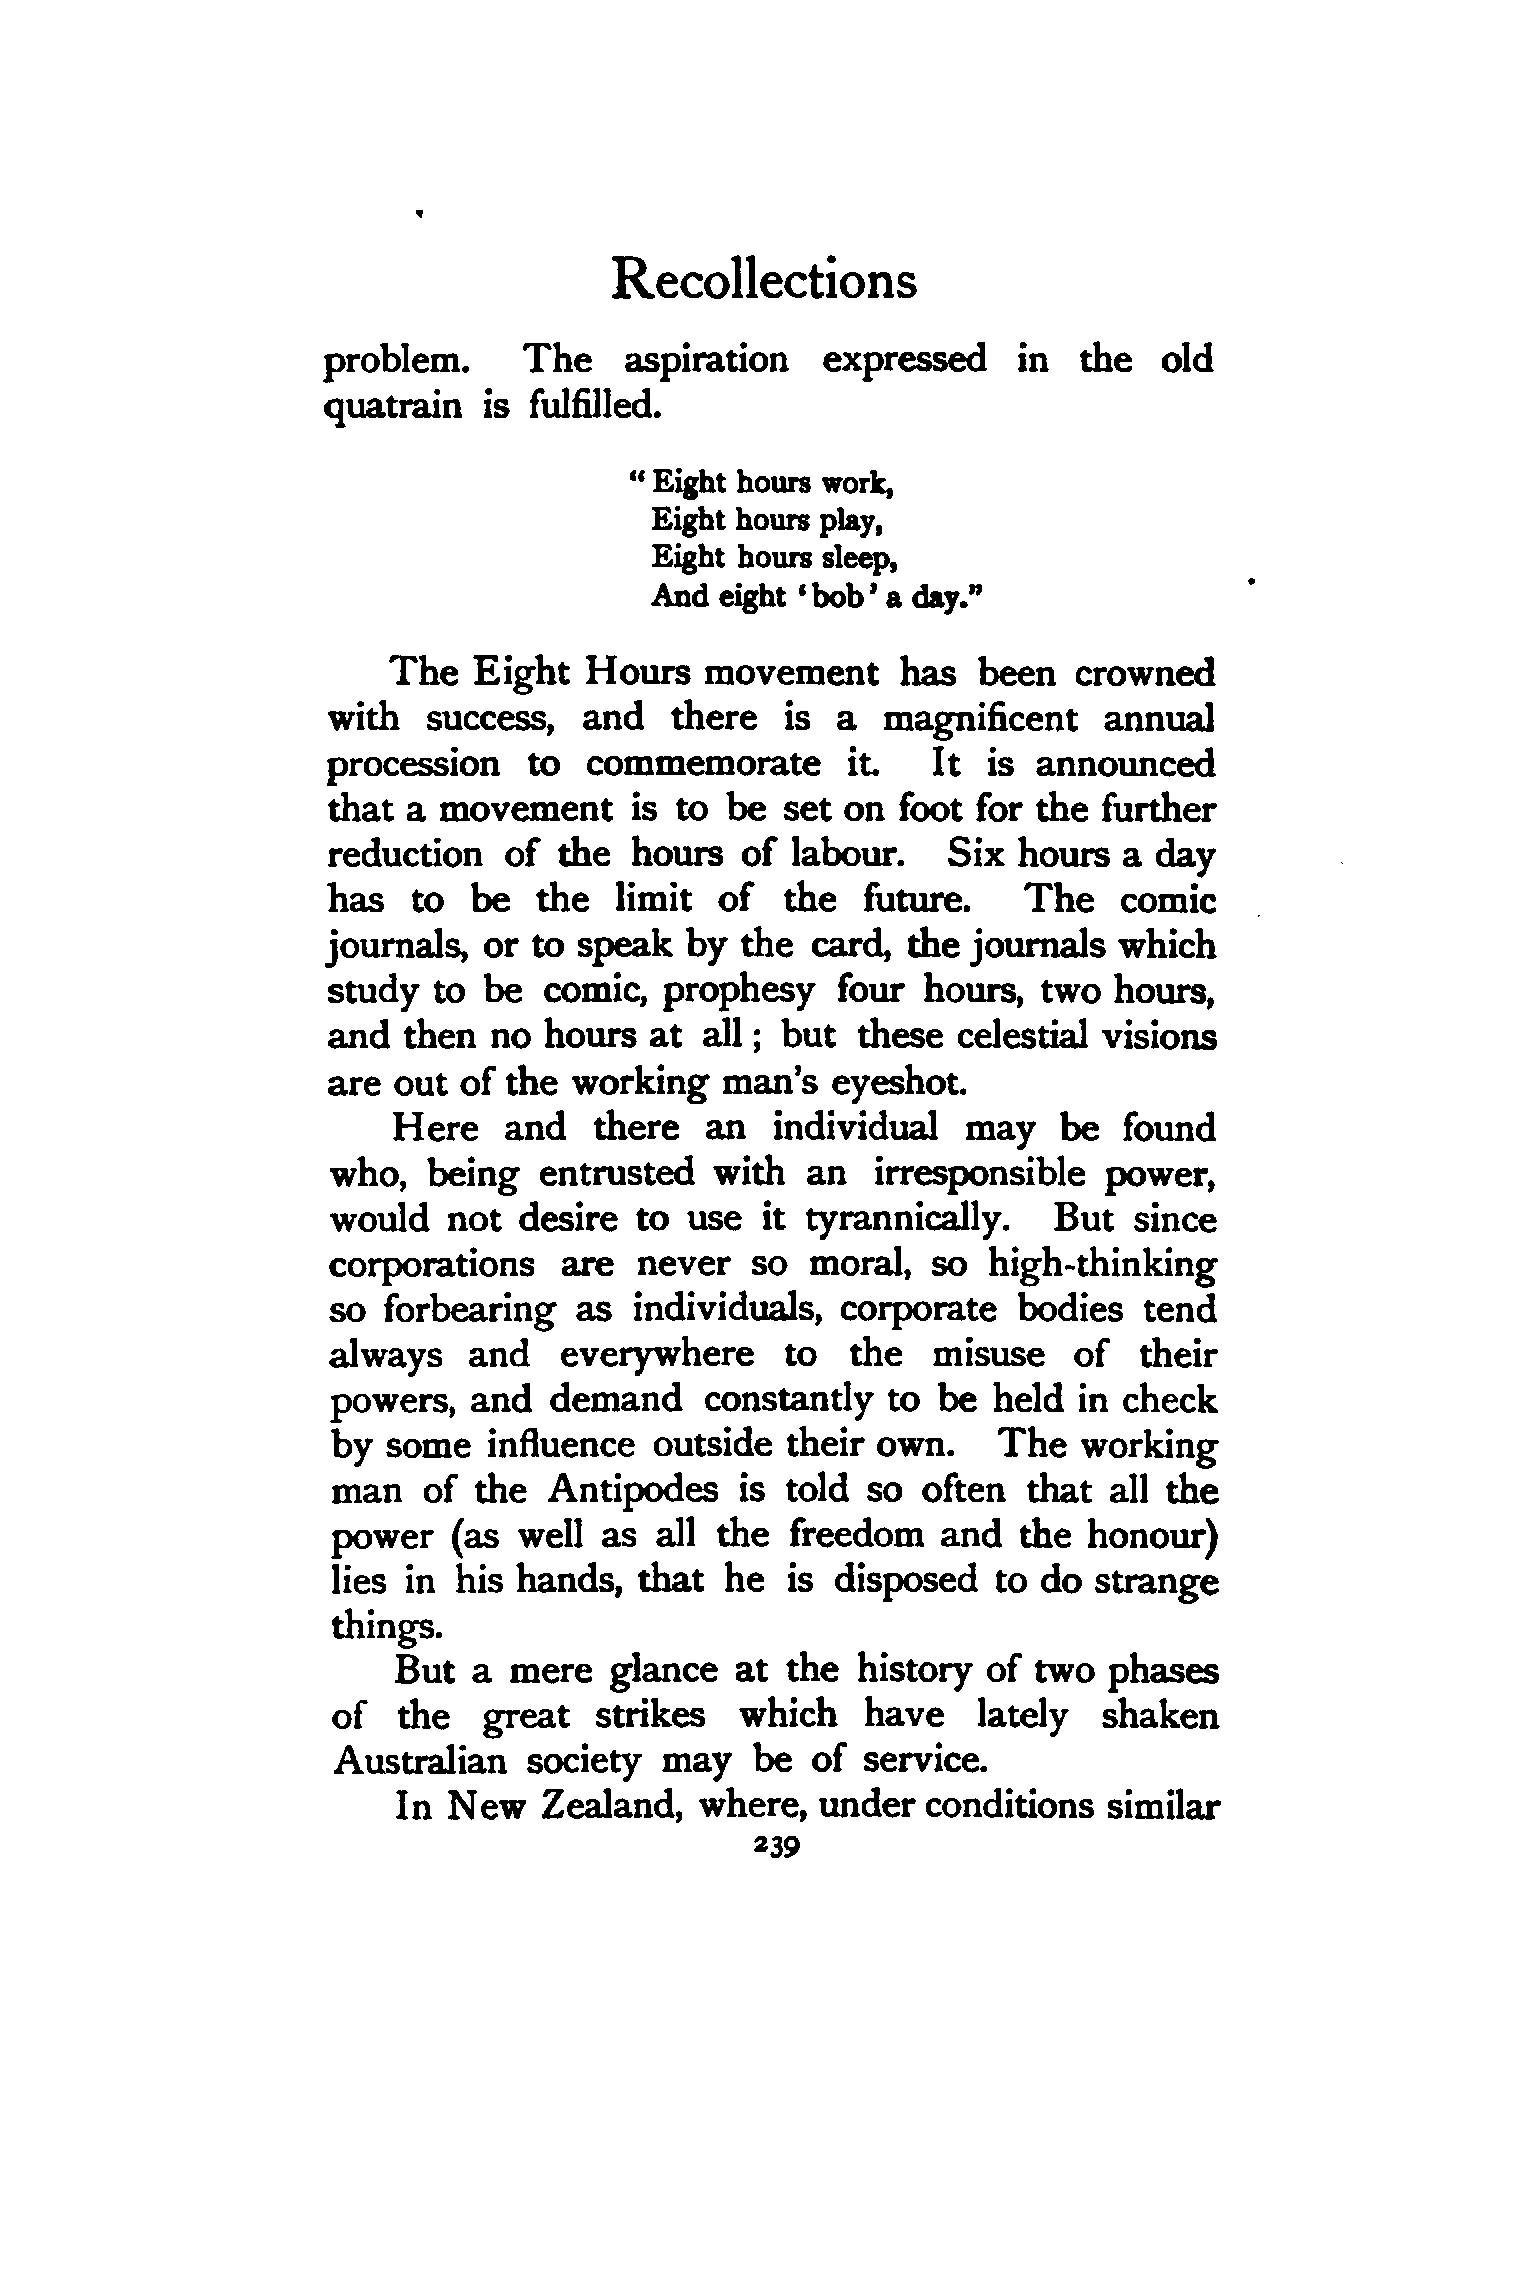 Recollections
problem. The aspiration expressed in the old
quatrain is fulfilled.
“Eight hours work,
Eight hours play,
Eight hours sleep,
And eight ‘bob’ a day.”
The Eight Hours movement has been crowned
with success, and there is a magnificent annual
procession to commemorate it. It is announced
that a movement is to be set on foot for the further
reduction of the hours of labour. Six hours a day
has to be the limit of the future. The comic
journals, or to speak by the card, the journals which
study to be comic, prophesy four hours, two hours,
and then no hours at all; but these celestial visions
are out of the working man's eyeshot.
Here and there an individual may be found
who, being entrusted with an irresponsible power,
would not desire to use it tyrannically. But since
corporations are never so moral, so high-thinking
so forbearing as individuals, corporate bodies tend
always and everywhere to the misuse of their
powers, and demand constantly to be held in check
by some influence outside their own. The working
man of the Antipodes is told so often that all the
power (as well as all the freedom and the honour)
lies in his hands, that he is disposed to do strange
things.
But a mere glance at the history of two phases
of the great strikes which have lately shaken
Australian society may be of service.
In New Zealand, where, under conditions similar
239